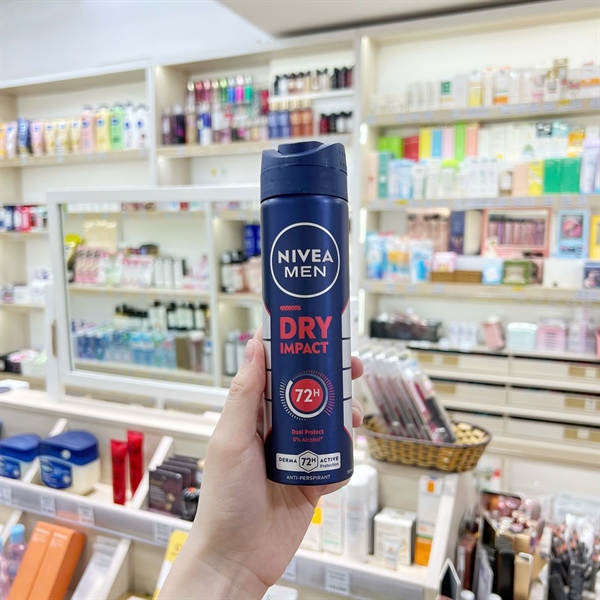 NIVEA
MEN
DRY
IMPACT
72H
Dual Protect
0% Alcohol*
DERMA 72H ACTIVE
Protection
ANTI-PERSPIRANT